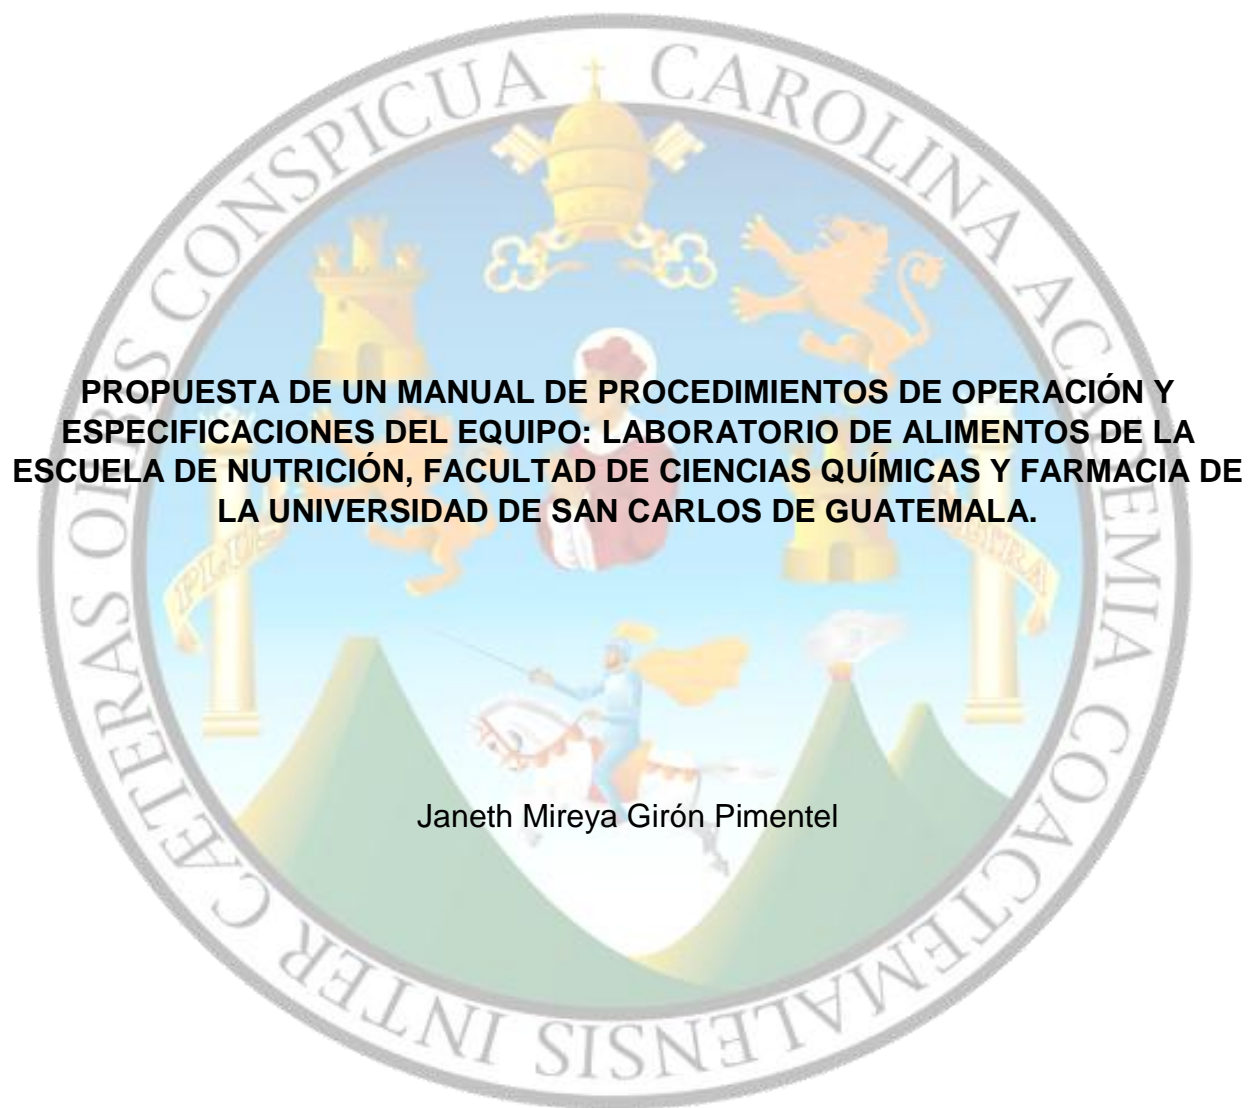 CAROLINA ACADEMIA COACTEMALENSIS INTER CÆTERAS ORBIS CONSPICUA
PROPUESTA DE UN MANUAL DE PROCEDIMIENTOS DE OPERACIÓN Y
ESPECIFICACIONES DEL EQUIPO: LABORATORIO DE ALIMENTOS DE LA
ESCUELA DE NUTRICIÓN, FACULTAD DE CIENCIAS QUÍMICAS Y FARMACIA DE
LA UNIVERSIDAD DE SAN CARLOS DE GUATEMALA.
PLUS
Janeth Mireya Girón Pimentel